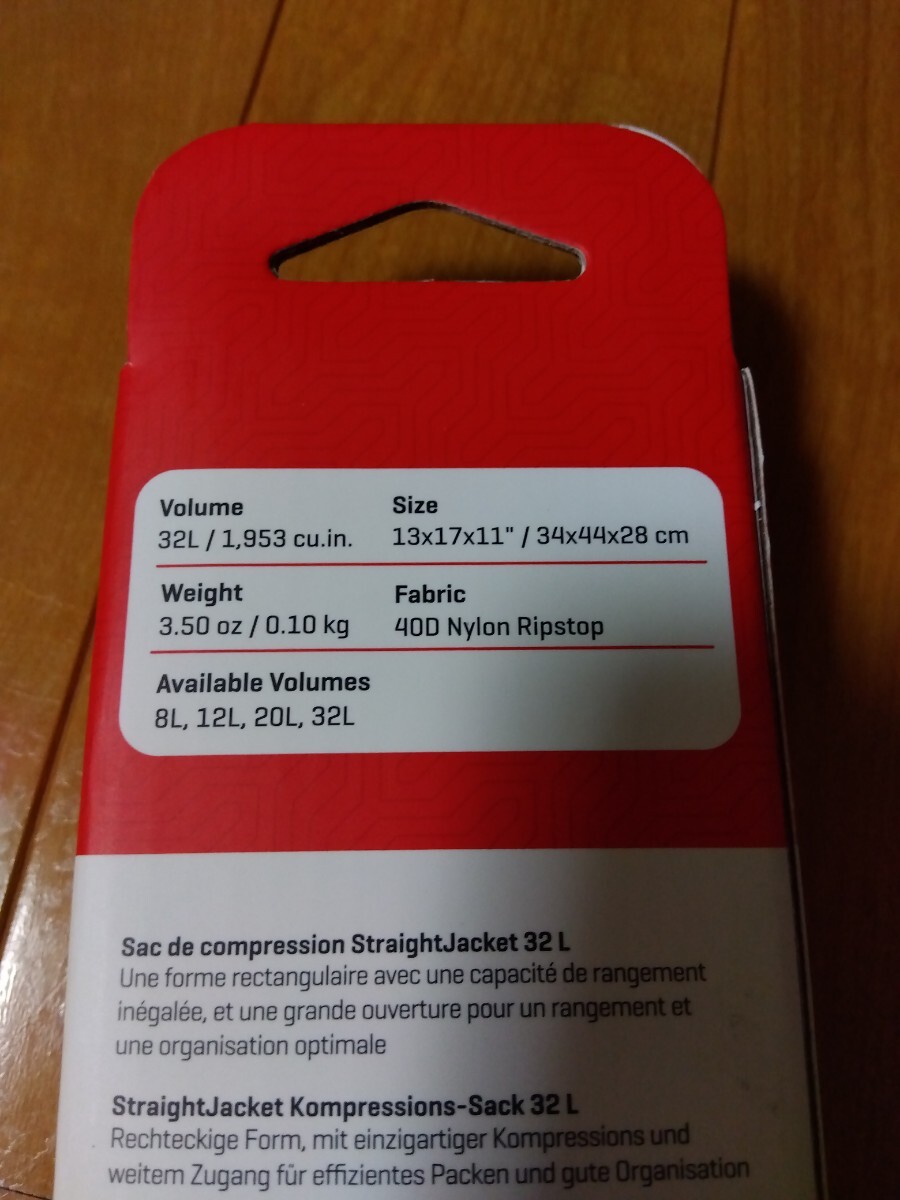 Volume
32L / 1,953 cu.in.
Size
13x17x11" / 34x44x28 cm
Weight
3.50 oz / 0.10 kg
Fabric
40D Nylon Ripstop
Available Volumes
8L, 12L, 20L, 32L
Sac de compression StraightJacket 32 L
Une forme rectangulaire avec une capacité de rangement
inégalée, et une grande ouverture pour un rangement et
une organisation optimale
StraightJacket Kompressions-Sack 32 L
Rechteckige Form, mit einzigartiger Kompressions und
weitem Zugang für effizientes Packen und gute Organisation